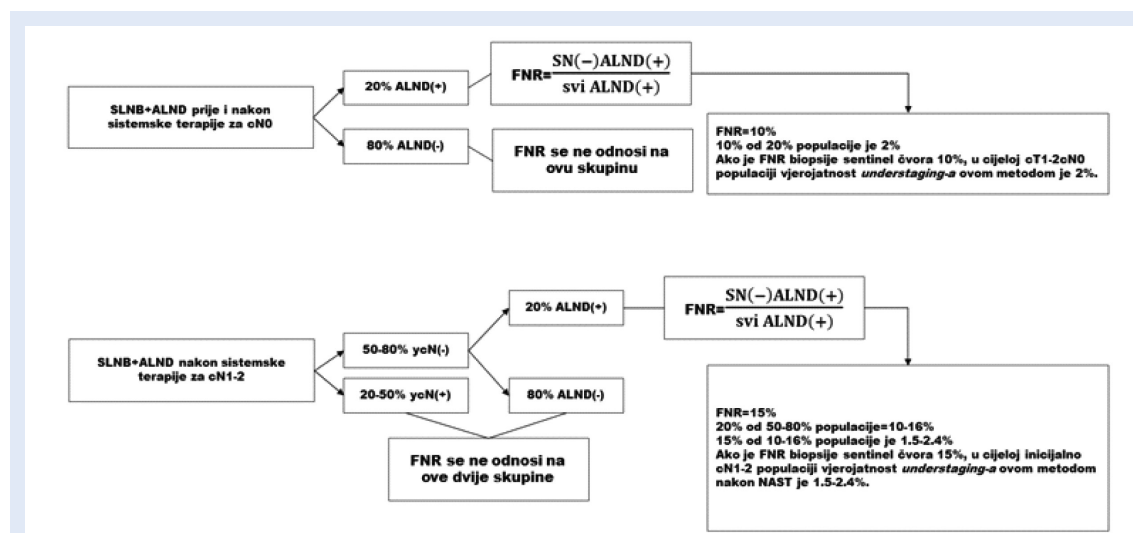 SLNB+ALND prije i nakon
sistemske terapije za cN0
20% ALND(+)
80% ALND(-)
FNR=SN(−)ALND(+)
svi ALND(+)
FNR se ne odnosi na
ovu skupinu
FNR=10%
10% od 20% populacije je 2%
Ako je FNR biopsije sentinel čvora 10%, u cijeloj cT1-2cN0
populaciji vjerojatnost understaging-a ovom metodom je 2%.
SLNB+ALND nakon sistemske
terapije za cN1-2
50-80% ycN(-)
20-50% ycN(+)
20% ALND(+)
80% ALND(-)
FNR=SN(−)ALND(+)
svi ALND(+)
FNR se ne odnosi na
ove dvije skupine
FNR=15%
20% od 50-80% populacije=10-16%
15% od 10-16% populacije je 1.5-2.4%
Ako je FNR biopsije sentinel čvora 15%, u cijeloj inicijalno
cN1-2 populaciji vjerojatnost understaging-a ovom metodom
nakon NAST je 1.5-2.4%.